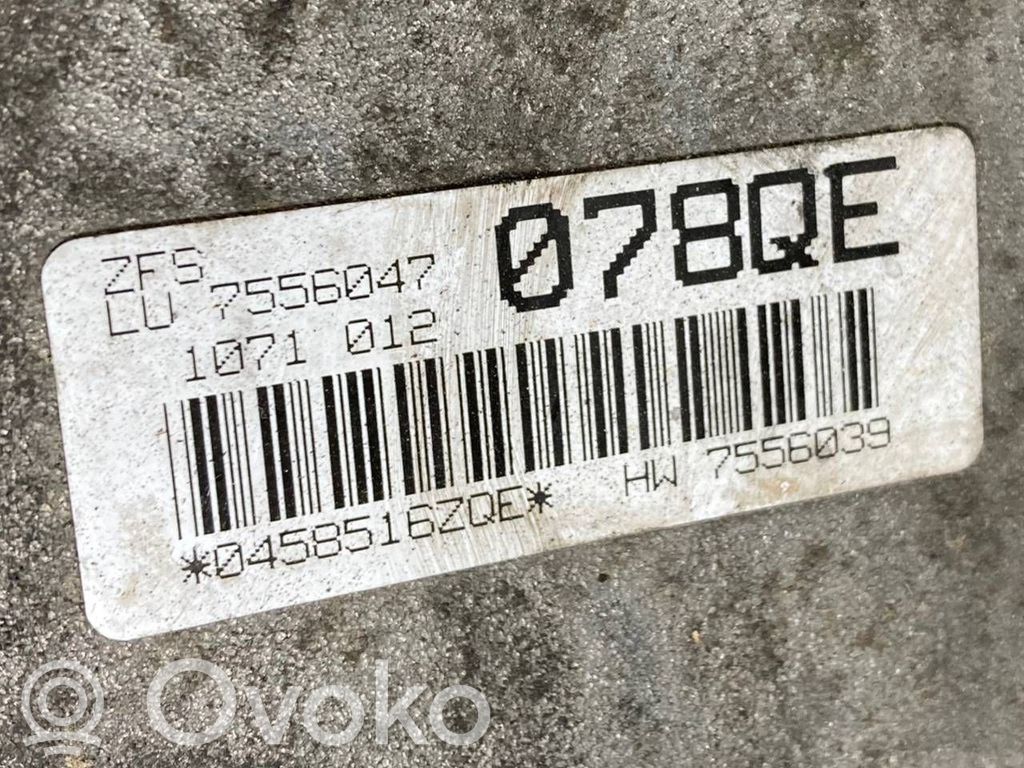 ZFS
078QE
LU 7556047
1071 012
*0458516ZQE*
HW 7556039
Ovoko